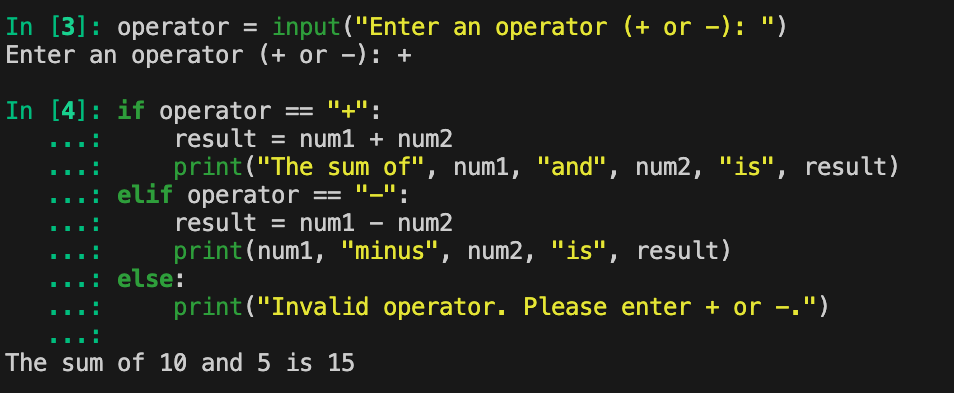 In [3]: operator = input("Enter an operator (+ or -): ")
Enter an operator (+ or -): +

In [4]: if operator == "+":
   ...:     result = num1 + num2
   ...:     print("The sum of", num1, "and", num2, "is", result)
   ...: elif operator == "-":
   ...:     result = num1 - num2
   ...:     print(num1, "minus", num2, "is", result)
   ...: else:
   ...:     print("Invalid operator. Please enter + or -.")
   ...:
The sum of 10 and 5 is 15